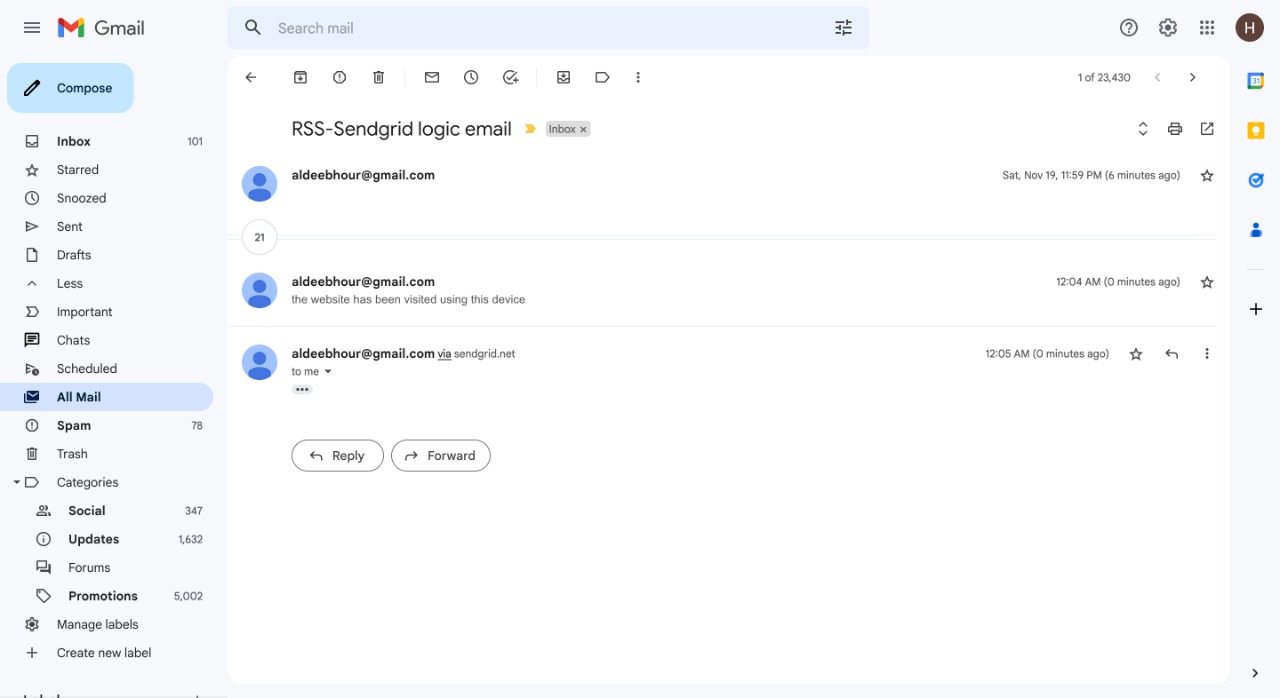 Gmail
Search mail
H
Compose
1 of 23,430
31
RSS-Sendgrid logic email
Inbox ×
Inbox 101
Starred
Snoozed
Sent
Drafts
Less
Important
Chats
Scheduled
All Mail
Spam 78
Trash
Categories
Social 347
Updates 1,632
Forums
Promotions 5,002
Manage labels
Create new label
aldeebhour@gmail.com
Sat, Nov 19, 11:59 PM (6 minutes ago)
21
aldeebhour@gmail.com
12:04 AM (0 minutes ago)
the website has been visited using this device
aldeebhour@gmail.com via sendgrid.net
12:05 AM (0 minutes ago)
to me
Reply
Forward